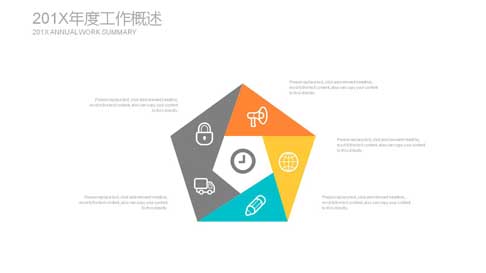 201X年度工作概述
201X ANNUAL WORK SUMMARY
Please replace text, click add relevant headline,
modify the text content, also can copy your content
to this directly.
Please replace text, click add relevant headline,
modify the text content, also can copy your content
to this directly.
Please replace text, click add relevant headline,
modify the text content, also can copy your content
to this directly.
Please replace text, click add relevant headline,
modify the text content, also can copy your content
to this directly.
Please replace text, click add relevant headline,
modify the text content, also can copy your content
to this directly.